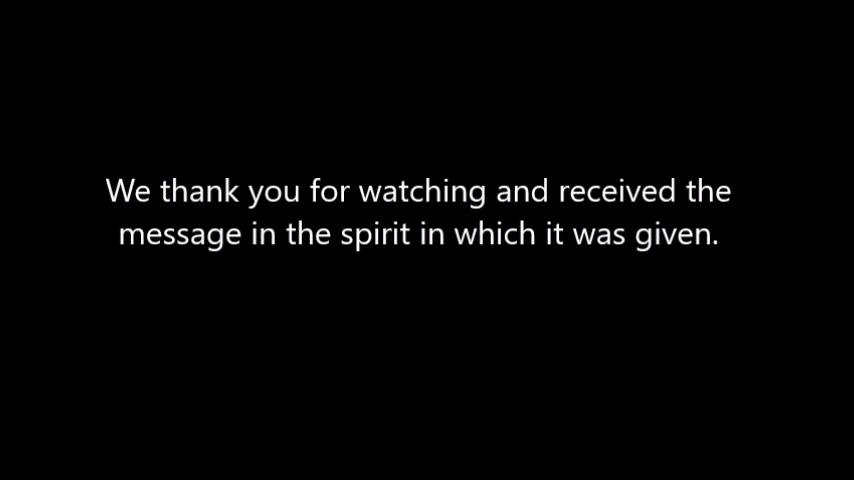 We thank you for watching and received the
message in the spirit in which it was given.